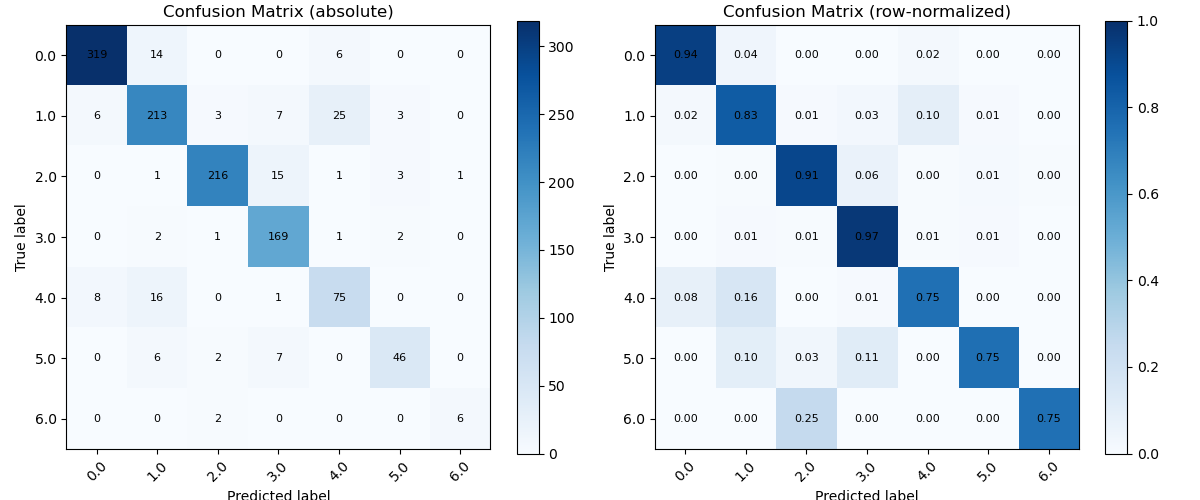 Confusion Matrix (absolute)
True label
0.0 319 14 0 0 6 0 0
1.0 6 213 3 7 25 3 0
2.0 0 1 216 15 1 3 1
3.0 0 2 1 169 1 2 0
4.0 8 16 0 1 75 0 0
5.0 0 6 2 7 0 46 0
6.0 0 0 2 0 0 0 6
0.0 1.0 2.0 3.0 4.0 5.0 6.0
Predicted label
300
250
200
150
100
50
0
Confusion Matrix (row-normalized)
True label
0.0 0.94 0.04 0.00 0.00 0.02 0.00 0.00
1.0 0.02 0.83 0.01 0.03 0.10 0.01 0.00
2.0 0.00 0.00 0.91 0.06 0.00 0.01 0.00
3.0 0.00 0.01 0.01 0.97 0.01 0.01 0.00
4.0 0.08 0.16 0.00 0.01 0.75 0.00 0.00
5.0 0.00 0.10 0.03 0.11 0.00 0.75 0.00
6.0 0.00 0.00 0.25 0.00 0.00 0.00 0.75
0.0 1.0 2.0 3.0 4.0 5.0 6.0
Predicted label
1.0
0.8
0.6
0.4
0.2
0.0